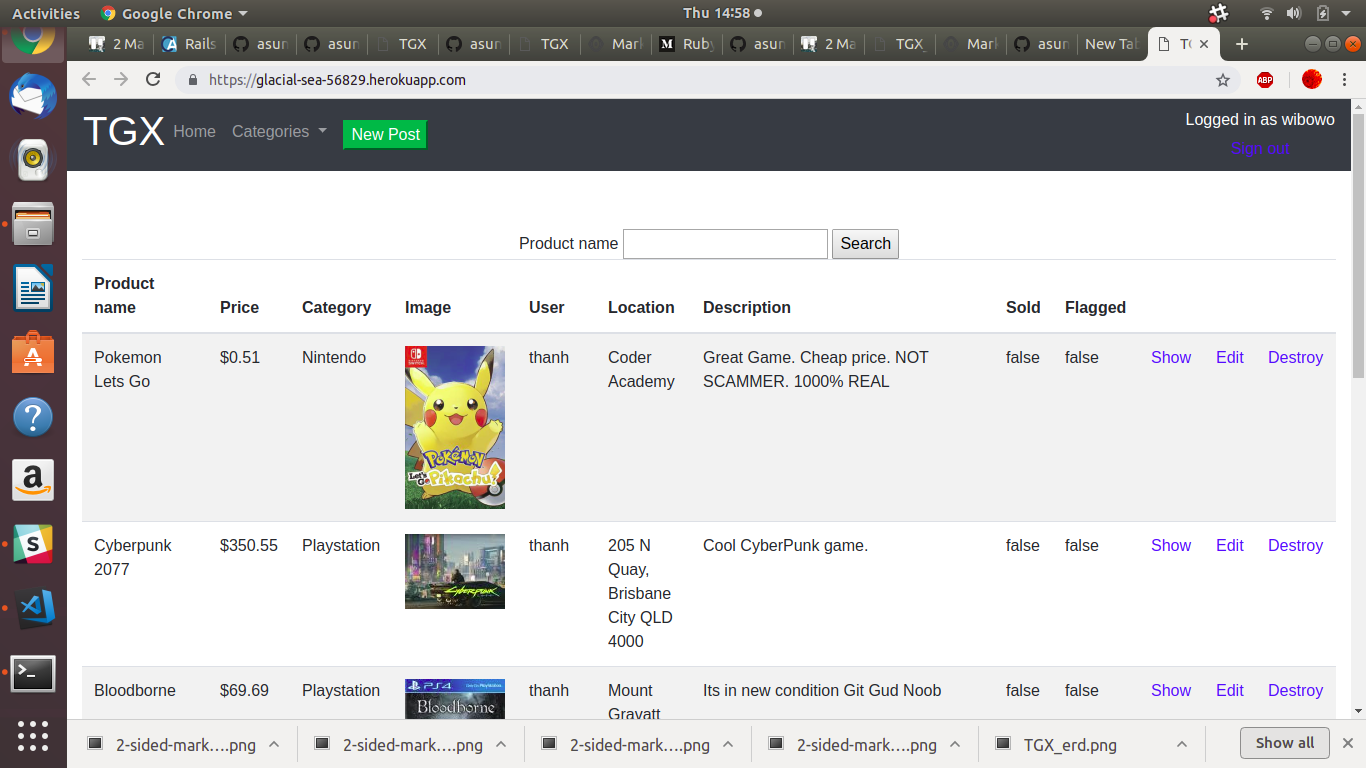 Activities Google Chrome Thu 14:58
2 Ma Rails asun asun TGX asun TGX Mark M Ruby asun 2 Ma TGX_ Mark asun New Tab TG
https://glacial-sea-56829.herokuapp.com ABP
TGX Home Categories New Post Logged in as wibowo
Sign out
Product name Search
Product name Price Category Image User Location Description Sold Flagged
Pokemon $0.51 Nintendo thanh Coder Great Game. Cheap price. NOT false false Show Edit Destroy
Lets Go Academy SCAMMER. 1000% REAL
POKÉMON
Let's Go
Pikachu!
Cyberpunk $350.55 Playstation thanh 205 N Cool CyberPunk game. false false Show Edit Destroy
2077 Quay,
Brisbane
City QLD
4000
Cyberpunk
Bloodborne $69.69 Playstation thanh Mount Its in new condition Git Gud Noob false false Show Edit Destroy
Gravatt
PS4
Bloodborne
2-sided-mark….png 2-sided-mark….png 2-sided-mark….png 2-sided-mark….png TGX_erd.png Show all